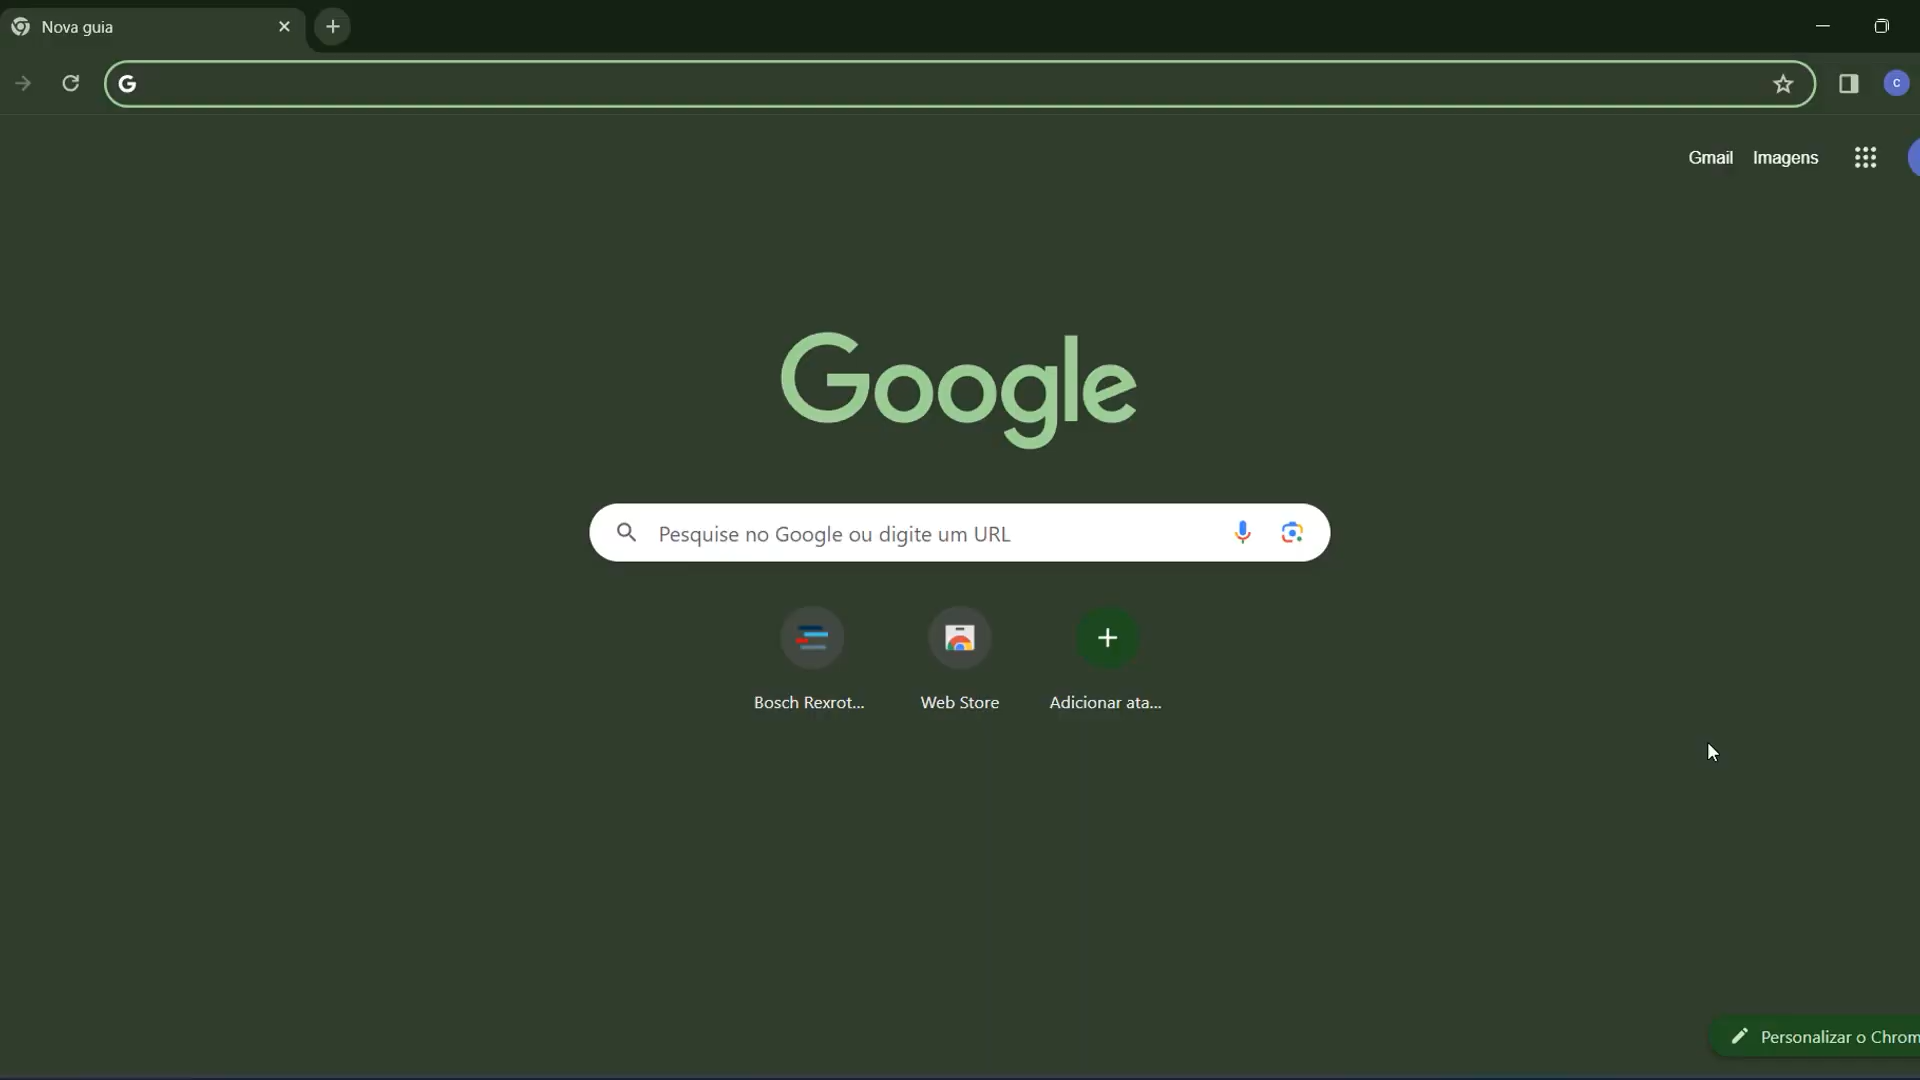 Nova guia
G
C
Gmail Imagens
Google
Pesquise no Google ou digite um URL
Bosch Rexrot... Web Store Adicionar ata...
Personalizar o Chrom